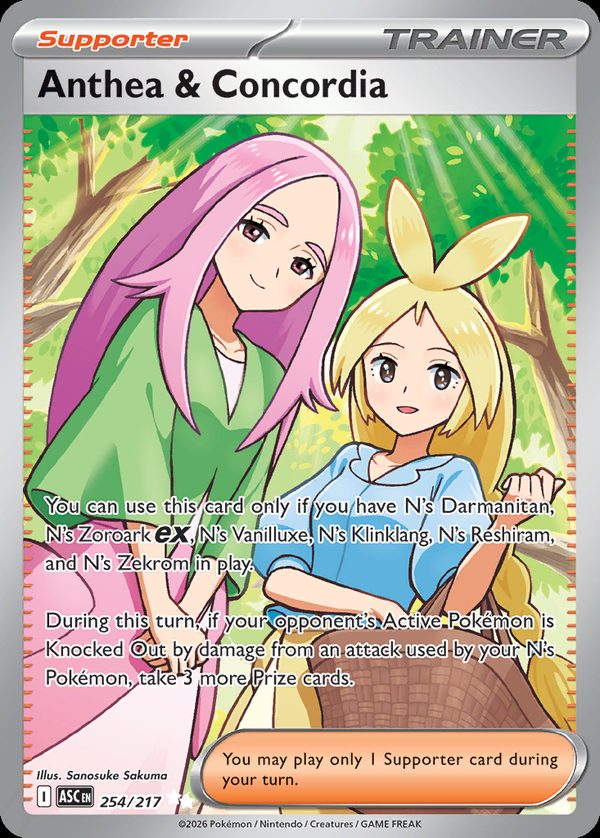 Supporter
TRAINER
Anthea & Concordia
You can use this card only if you have N's Darmanitan,
N's Zoroark ex, N's Vanilluxe, N's Klinklang, N's Reshiram,
and N's Zekrom in play.
During this turn, if your opponent's Active Pokémon is
Knocked Out by damage from an attack used by your N's
Pokémon, take 3 more Prize cards.
You may play only 1 Supporter card during
your turn.
Illus. Sanosuke Sakuma
I ASC EN 254/217
©2026 Pokémon / Nintendo / Creatures / GAME FREAK